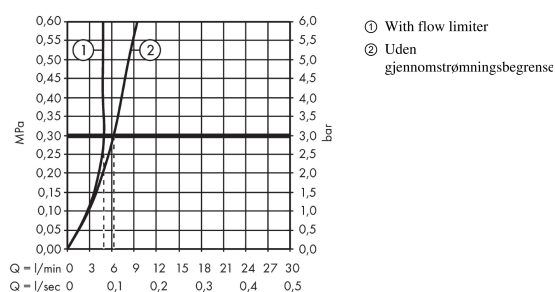 0,60 6,0
0,55 5,5
0,50 5,0
0,45 4,5
0,40 4,0
0,35 3,5
0,30 3,0
0,25 2,5
0,20 2,0
0,15 1,5
0,10 1,0
0,05 0,5
0,00 0,0
MPa
bar
1 2
Q = l/min 0 3 6 9 12 15 18 21 24 27 30
Q = l/sec 0 0,1 0,2 0,3 0,4 0,5
① With flow limiter
② Uden
gjennomstrømningsbegrense